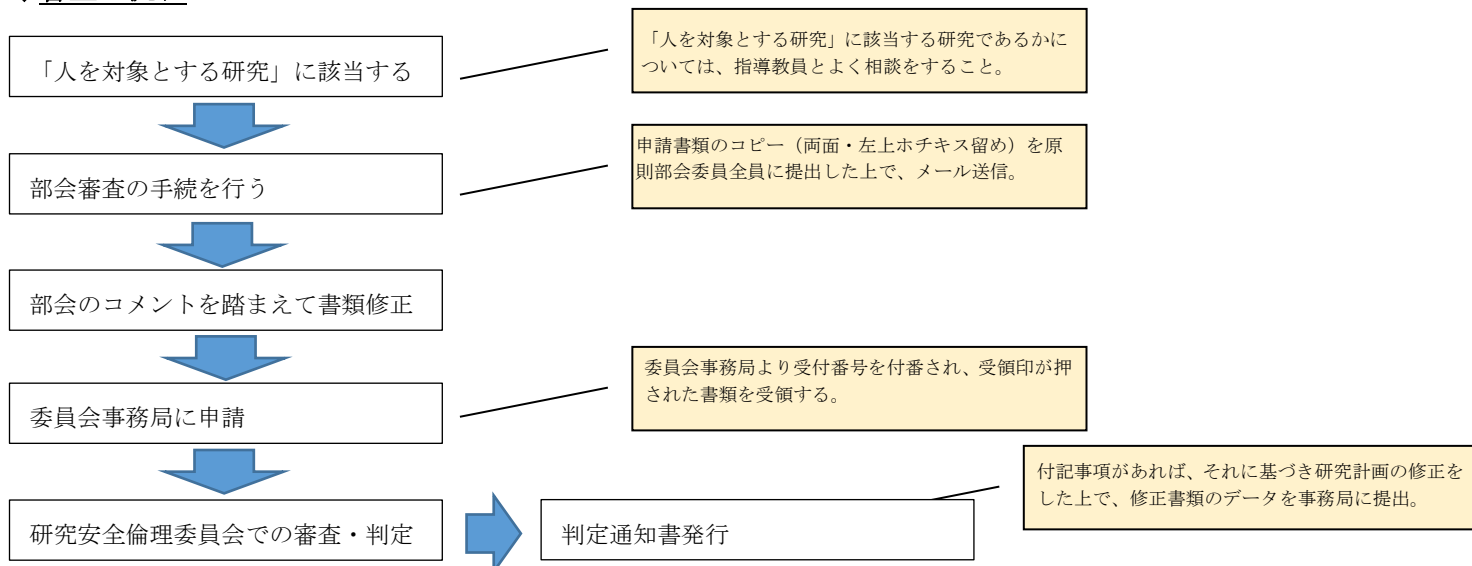 「人を対象とする研究」に該当する
「人を対象とする研究」に該当する研究であるかに
ついては、指導教員とよく相談をすること。
部会審査の手続を行う
申請書類のコピー（両面・左上ホチキス留め）を原
則部会委員全員に提出した上で、メール送信。
部会のコメントを踏まえて書類修正
委員会事務局に申請
委員会事務局より受付番号を付番され、受領印が押
された書類を受領する。
研究安全倫理委員会での審査・判定
判定通知書発行
付記事項があれば、それに基づき研究計画の修正を
した上で、修正書類のデータを事務局に提出。